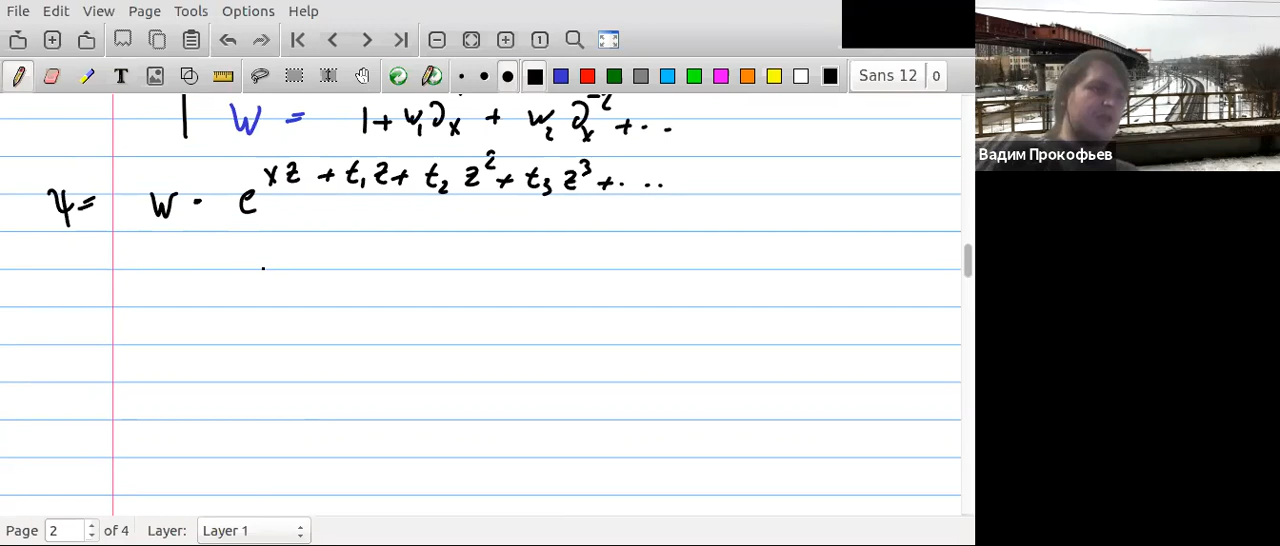 File Edit View Page Tools Options Help
Sans 12 0
W = 1 + w₁ ∂ₓ + w₂ ∂ₓ⁻² + ...
ψ = W · e^{xz + t₁z + t₂z² + t₃z³ + ...}
Вадим Прокофьев
Page 2 of 4 Layer: Layer 1